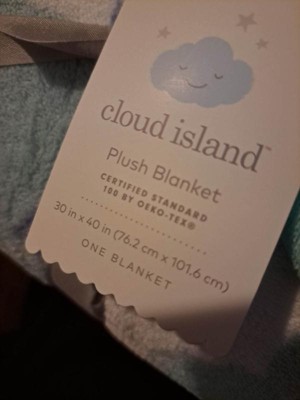 cloud island™
Plush Blanket
CERTIFIED STANDARD
100 BY OEKO-TEX®
30 in x 40 in (76.2 cm x 101.6 cm)
ONE BLANKET